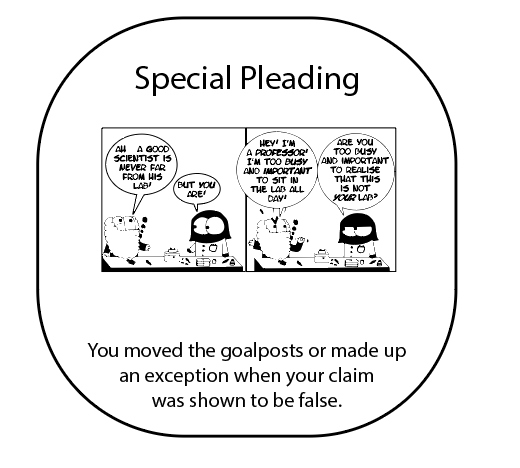 Special Pleading
AH A GOOD
SCIENTIST IS
NEVER FAR
FROM HIS
LAB!
BUT YOU
ARE!
HEY! I'M
A PROFESSOR!
I'M TOO BUSY
AND IMPORTANT
TO SIT IN
THE LAB ALL
DAY!
ARE YOU
TOO BUSY
AND IMPORTANT
TO REALISE
THAT THIS
IS NOT
YOUR LAB?
You moved the goalposts or made up
an exception when your claim
was shown to be false.